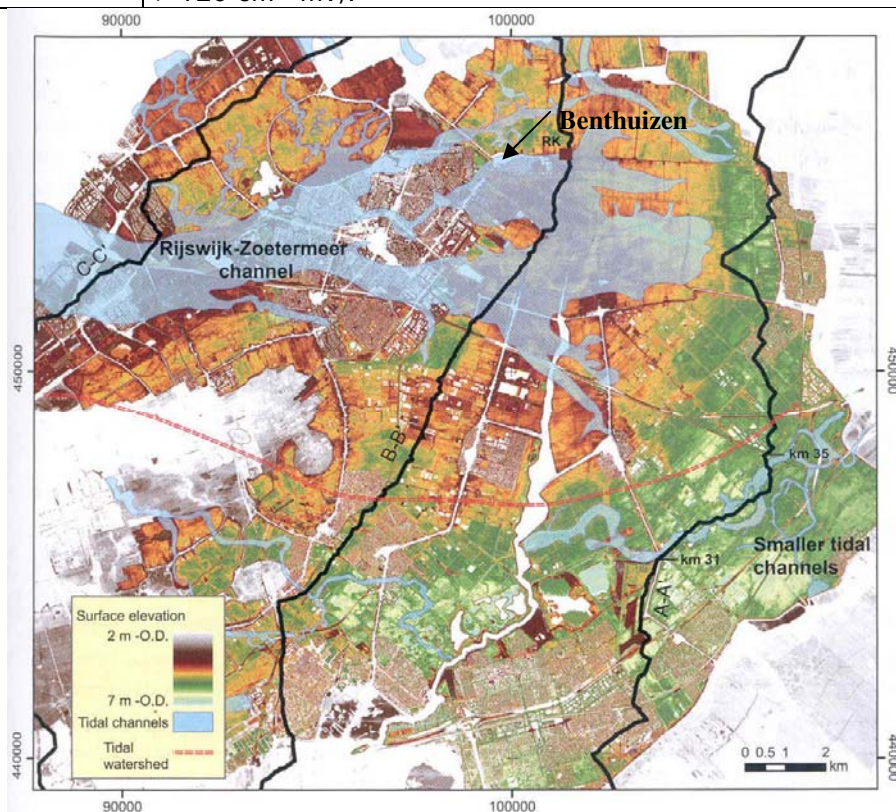 90000
100000
Benthuizen
RK
C-C'
Rijswijk-Zoetermeer
channel
450000
450000
B-B'
km 35
Smaller tidal
channels
km 31
A-A'
Surface elevation
2 m -O.D.
7 m -O.D.
Tidal channels
Tidal
watershed
0 0.5 1 2
km
440000
440000
90000
100000